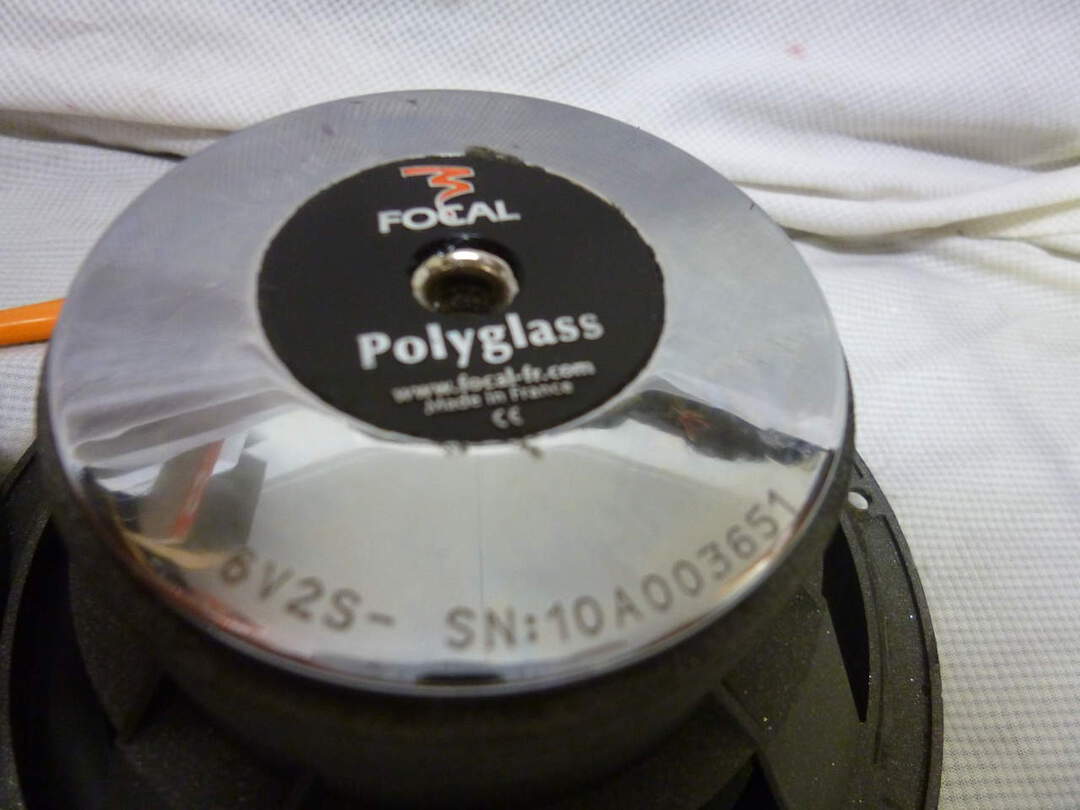 FOCAL
Polyglass
www.focal-fr.com
Made in France
CE
6V2S- SN:10A003651